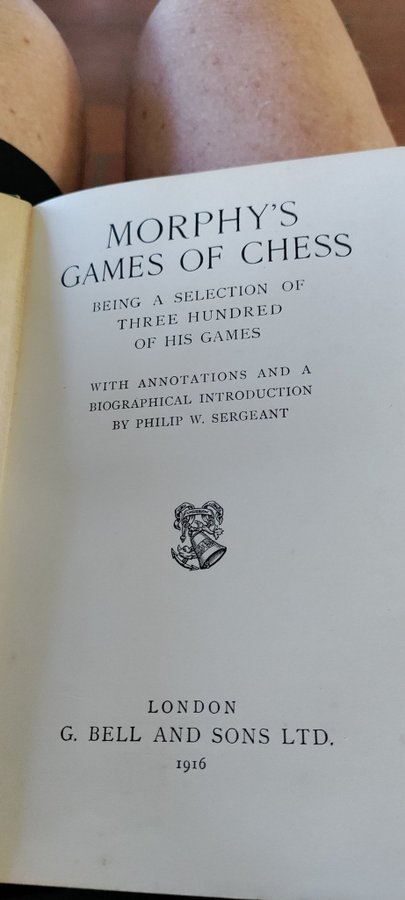 MORPHY'S
GAMES OF CHESS
BEING A SELECTION OF
THREE HUNDRED
OF HIS GAMES
WITH ANNOTATIONS AND A
BIOGRAPHICAL INTRODUCTION
BY PHILIP W. SERGEANT
LONDON
G. BELL AND SONS LTD.
1916